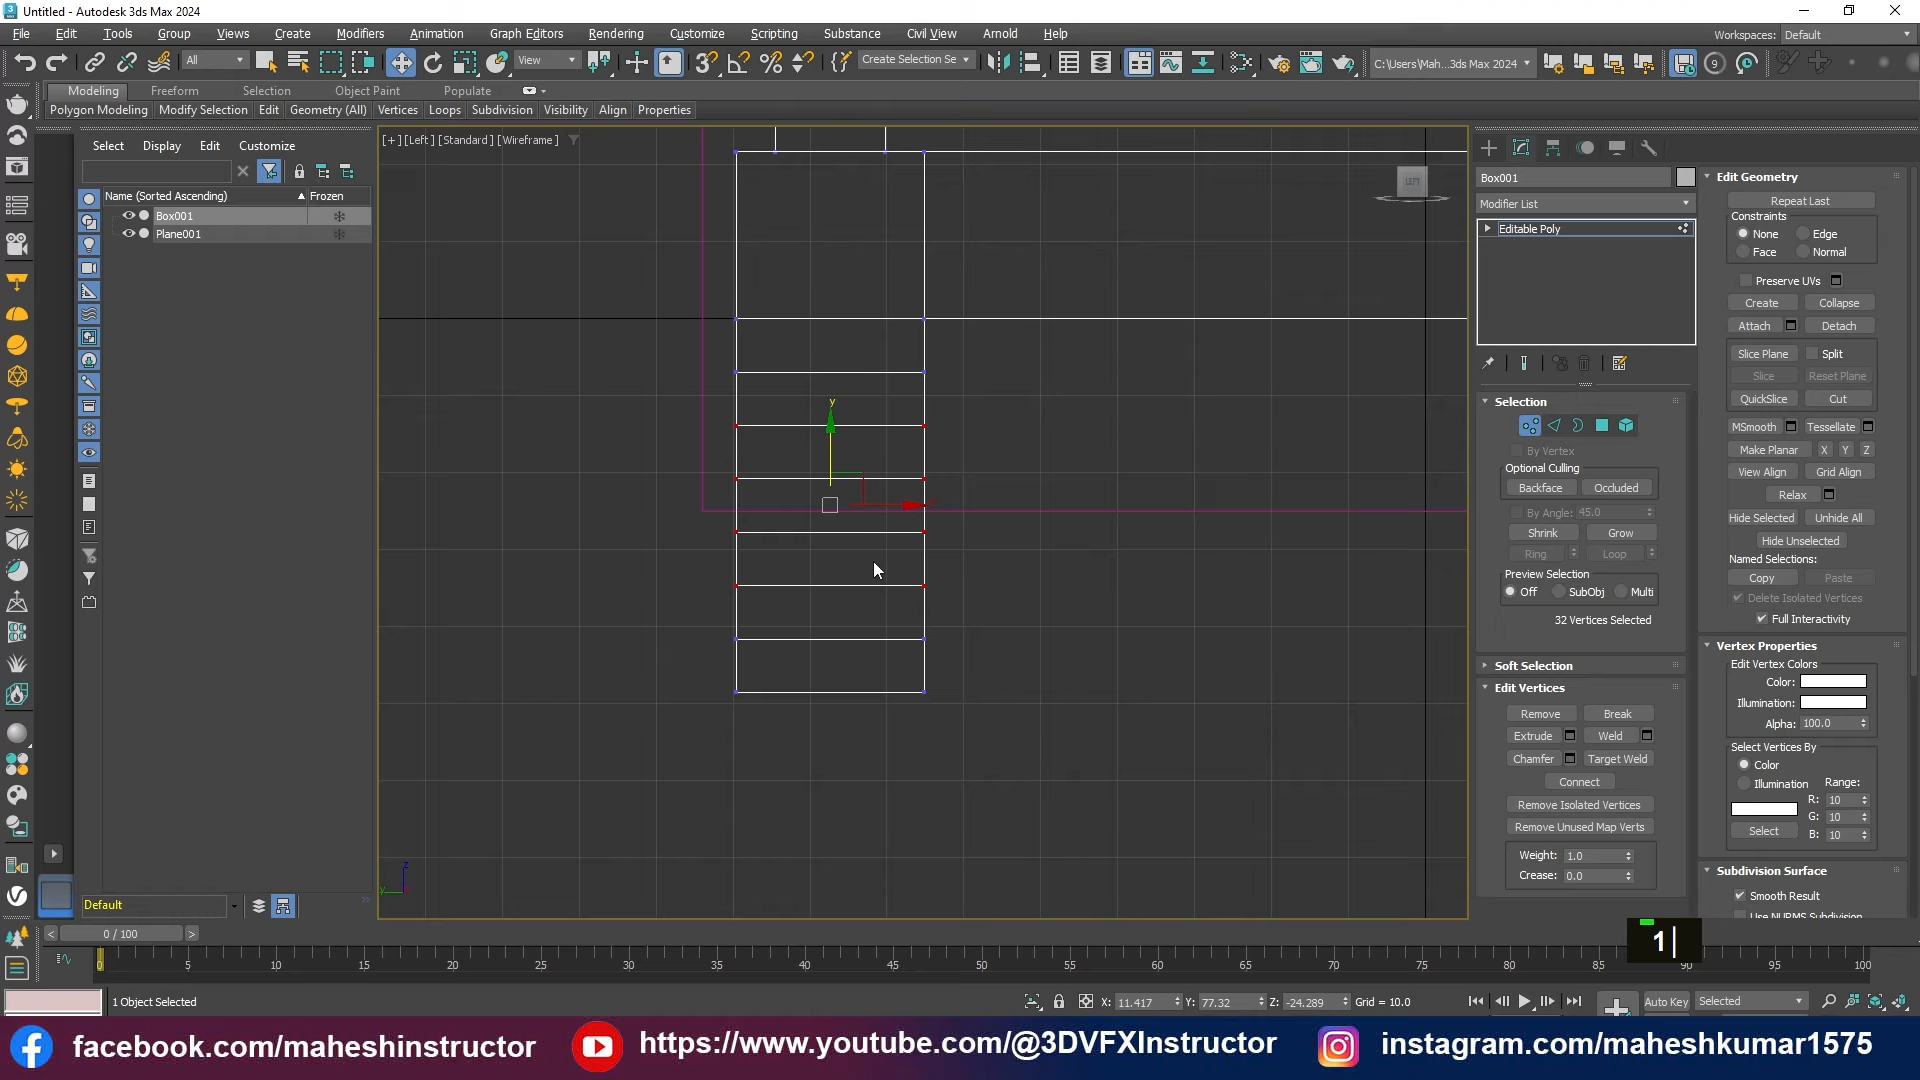 Untitled - Autodesk 3ds Max 2024
File Edit Tools Group Views Create Modifiers Animation Graph Editors Rendering Customize Scripting Substance Civil View Arnold Help
Workspaces: Default
All View Create Selection Se C:\Users\Mah...3ds Max 2024
Modeling Freeform Selection Object Paint Populate
Polygon Modeling Modify Selection Edit Geometry (All) Vertices Loops Subdivision Visibility Align Properties
Select Display Edit Customize
Name (Sorted Ascending) Frozen
Box001
Plane001
Default
[+] [Left] [Standard] [Wireframe]
LEFT
y
z
y
Box001
Modifier List
Editable Poly
Selection
By Vertex
Optional Culling
Backface Occluded
By Angle: 45.0
Shrink Grow
Ring Loop
Preview Selection
Off SubObj Multi
32 Vertices Selected
Soft Selection
Edit Vertices
Remove Break
Extrude Weld
Chamfer Target Weld
Connect
Remove Isolated Vertices
Remove Unused Map Verts
Weight: 1.0
Crease: 0.0
Edit Geometry
Repeat Last
Constraints
None Edge
Face Normal
Preserve UVs
Create Collapse
Attach Detach
Slice Plane Split
Slice Reset Plane
QuickSlice Cut
MSmooth Tessellate
Make Planar X Y Z
View Align Grid Align
Relax
Hide Selected Unhide All
Hide Unselected
Named Selections:
Copy Paste
Delete Isolated Vertices
Full Interactivity
Vertex Properties
Edit Vertex Colors
Color:
Illumination:
Alpha: 100.0
Select Vertices By
Color
Illumination Range:
R: 10
G: 10
B: 10
Select
Subdivision Surface
Smooth Result
Use NURMS Subdivision
1
< 0 / 100 >
0 5 10 15 20 25 30 35 40 45 50 55 60 65 70 75 80 85 90 95 100
1 Object Selected X: 11.417 Y: 77.32 Z: -24.289 Grid = 10.0 Auto Key Selected
facebook.com/maheshinstructor https://www.youtube.com/@3DVFXInstructor instagram.com/maheshkumar1575